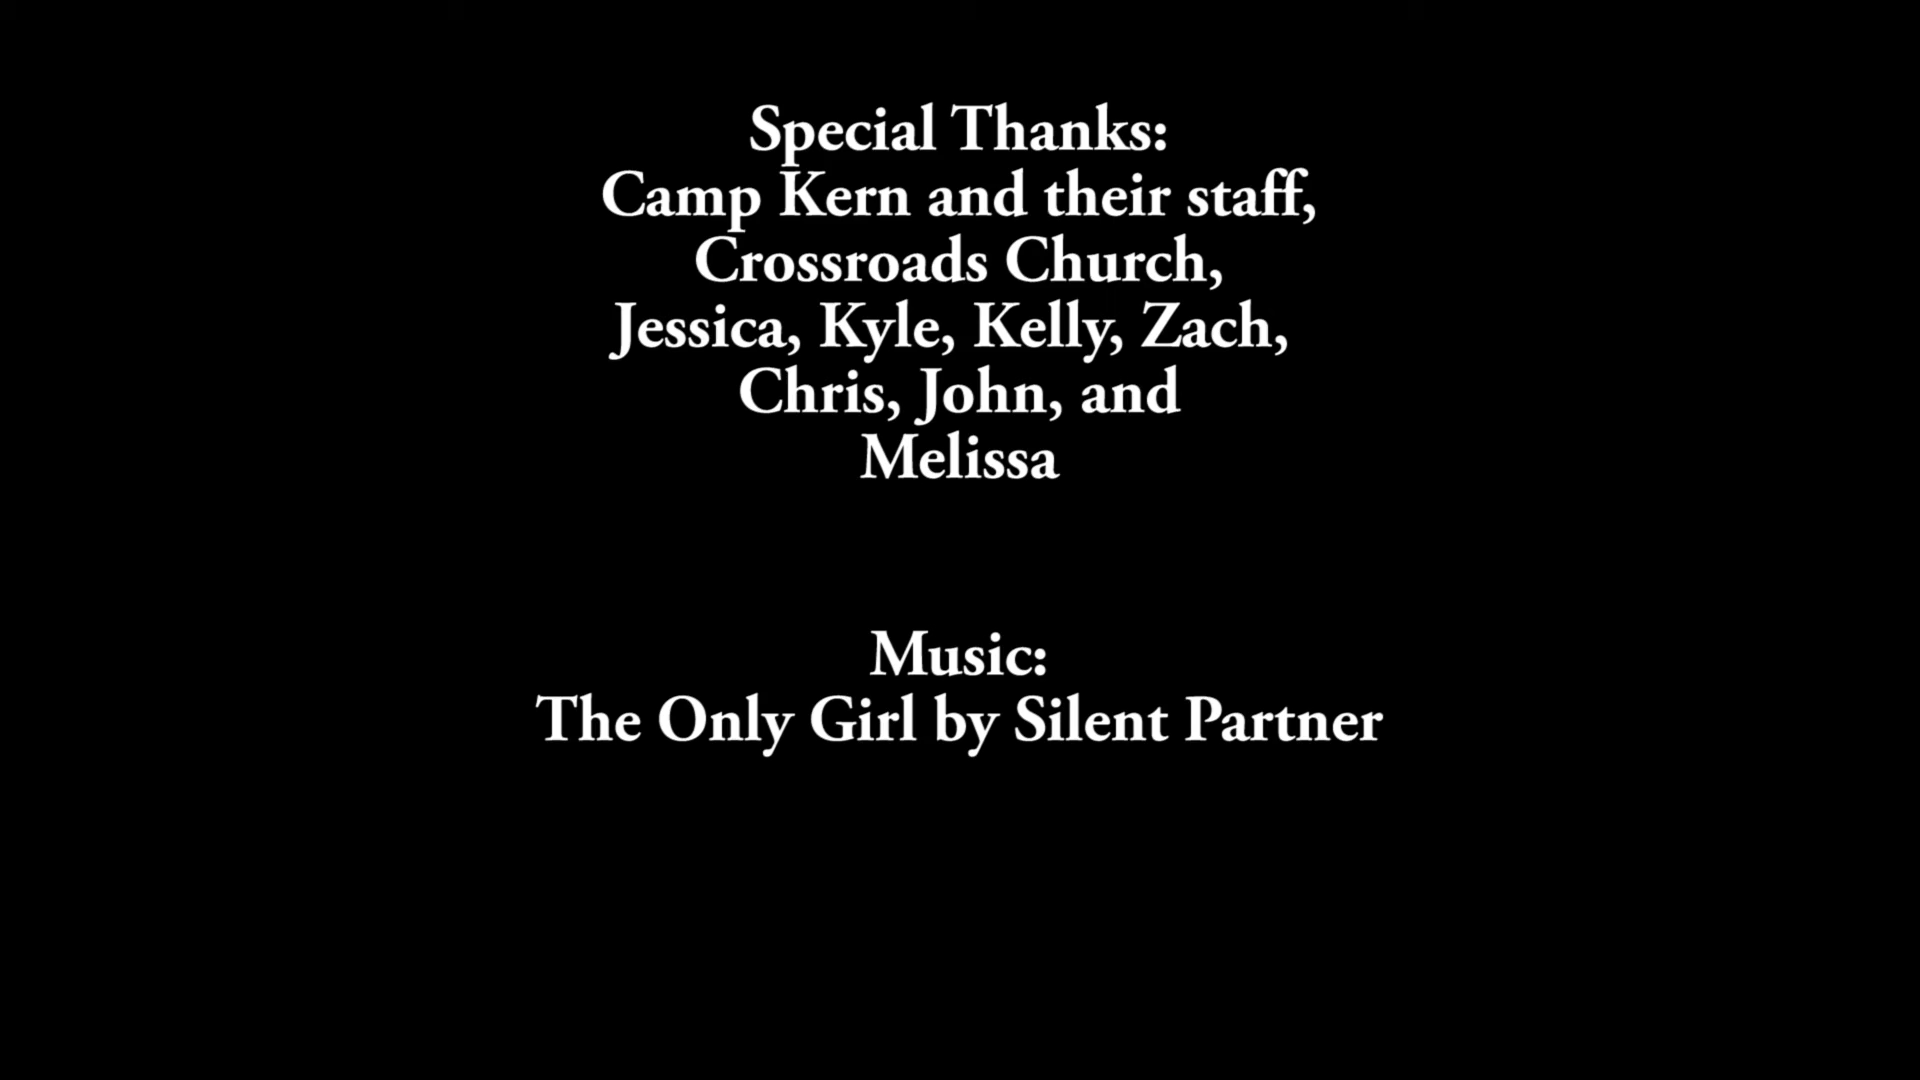 Special Thanks:
Camp Kern and their staff,
Crossroads Church,
Jessica, Kyle, Kelly, Zach,
Chris, John, and
Melissa
Music:
The Only Girl by Silent Partner